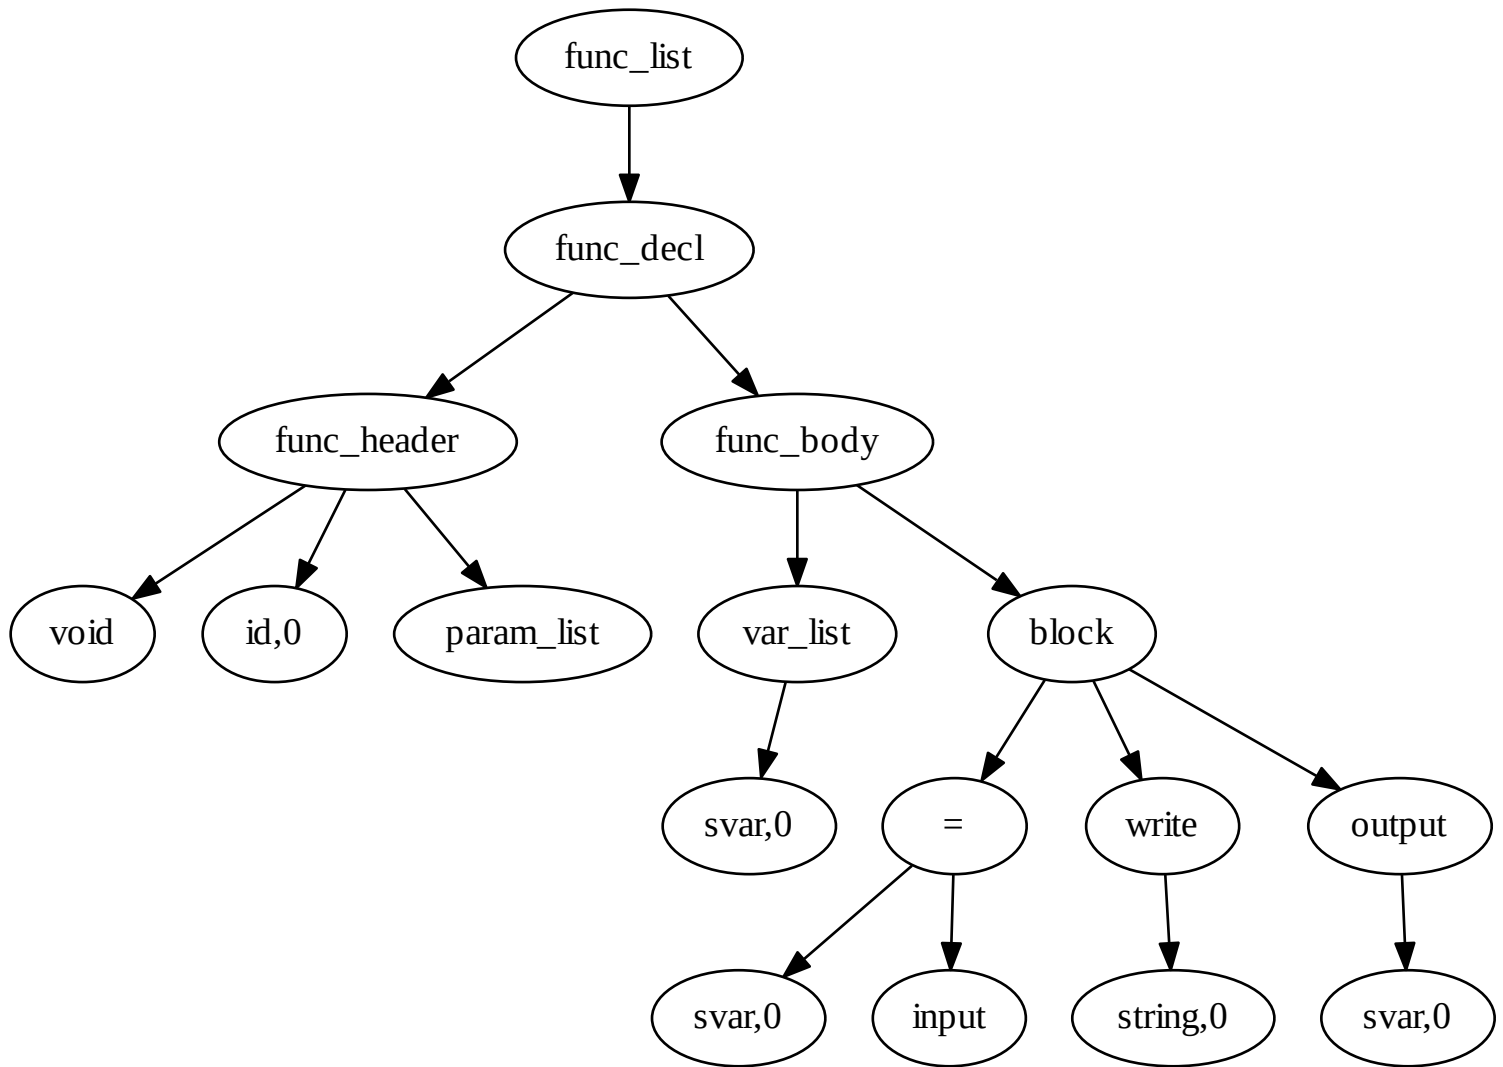 func_list
func_decl
func_header
func_body
void
id,0
param_list
var_list
block
svar,0
=
write
output
svar,0
input
string,0
svar,0